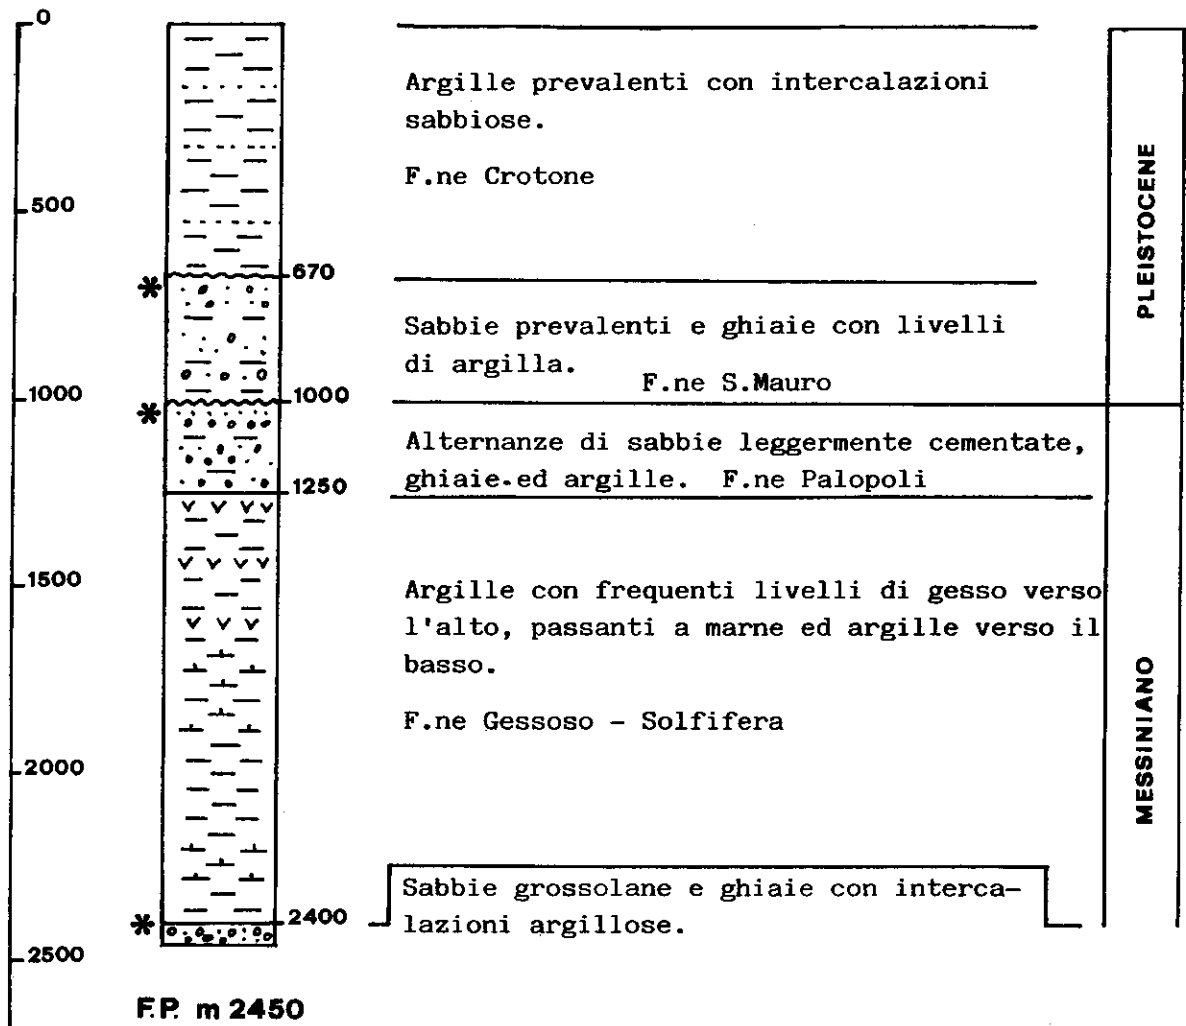 0
500
1000
1500
2000
2500
670
1000
1250
2400
Argille prevalenti con intercalazioni
sabbiose.
F.ne Crotone
Sabbie prevalenti e ghiaie con livelli
di argilla. F.ne S.Mauro
Alternanze di sabbie leggermente cementate,
ghiaie ed argille. F.ne Palopoli
Argille con frequenti livelli di gesso verso
l'alto, passanti a marne ed argille verso il
basso.
F.ne Gessoso - Solfifera
Sabbie grossolane e ghiaie con interca-
lazioni argillose.
PLEISTOCENE
MESSINIANO
F.P. m 2450